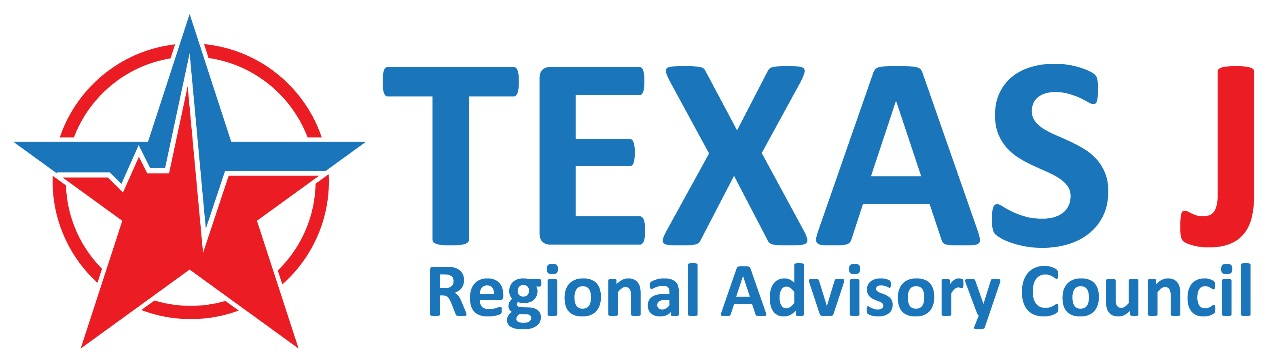 TEXAS J
Regional Advisory Council